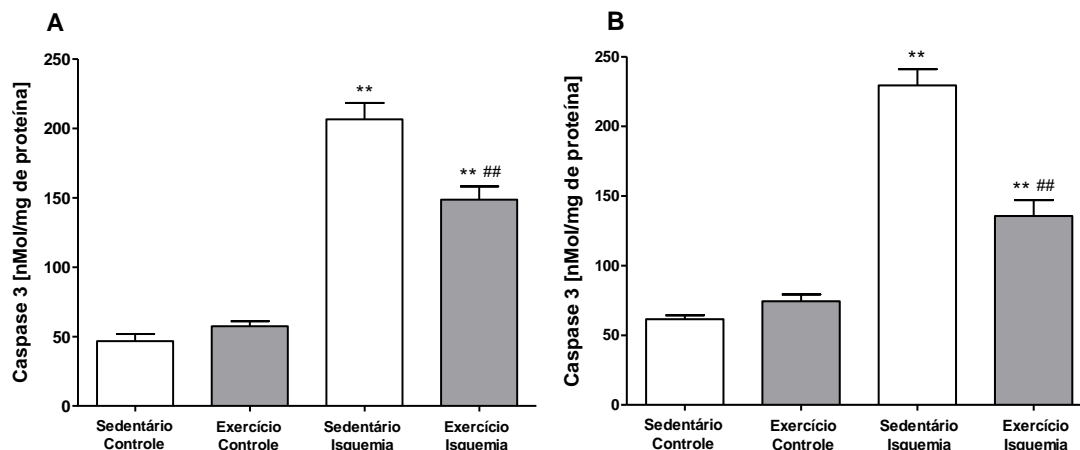 A
Caspase 3 [nMol/mg de proteína]
250
200
150
100
50
0
**
** ##
Sedentário
Controle
Exercício
Controle
Sedentário
Isquemia
Exercício
Isquemia
B
Caspase 3 [nMol/mg de proteína]
250
200
150
100
50
0
**
** ##
Sedentário
Controle
Exercício
Controle
Sedentário
Isquemia
Exercício
Isquemia